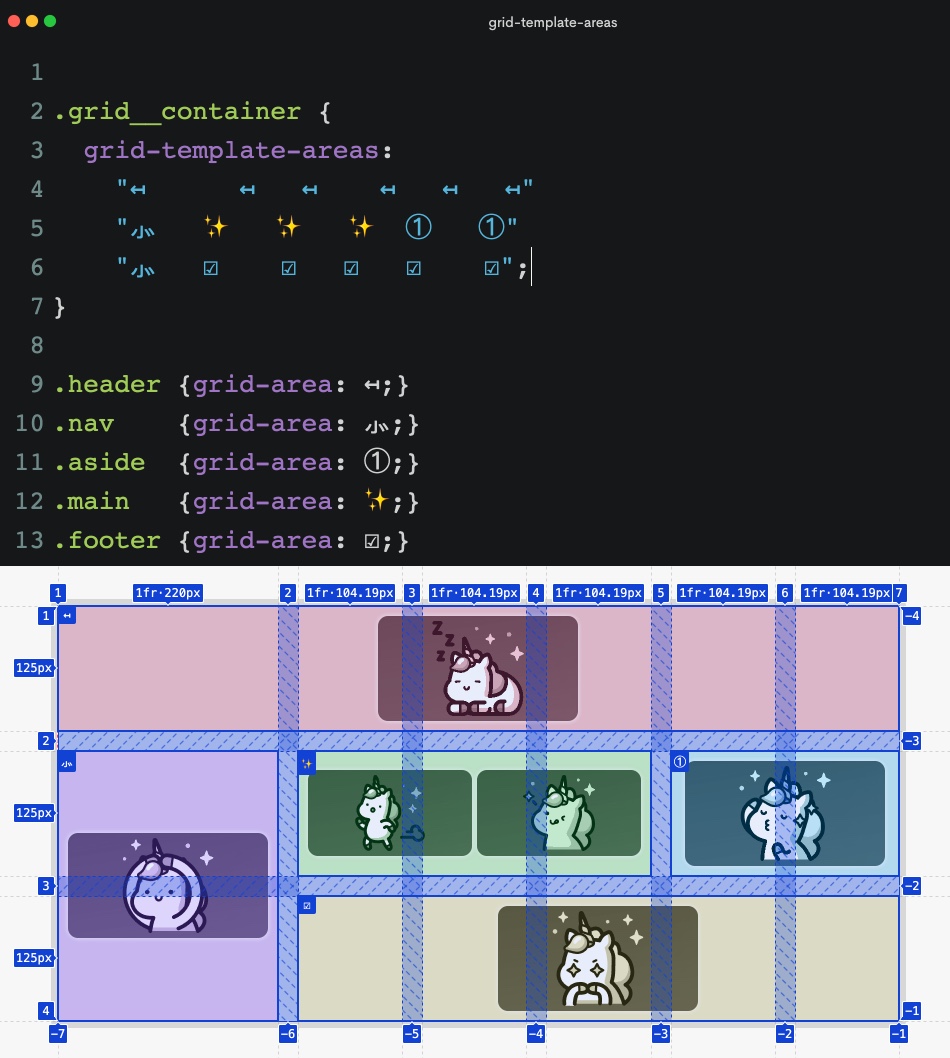 grid-template-areas
1
2 .grid__container {
3 grid-template-areas:
4 "↤ ↤ ↤ ↤ ↤ ↤"
5 "⺌ ✨ ✨ ✨ ① ①"
6 "⺌ ☑ ☑ ☑ ☑ ☑";
7 }
8
9 .header {grid-area: ↤;}
10 .nav {grid-area: ⺌;}
11 .aside {grid-area: ①;}
12 .main {grid-area: ✨;}
13 .footer {grid-area: ☑;}
1 1fr·220px 2 1fr·104.19px 3 1fr·104.19px 4 1fr·104.19px 5 1fr·104.19px 6 1fr·104.19px 7
1 ↤ -4
z z z
125px
2 -3
⺌ ✨ ①
125px
3 -2
☑
125px
4 -1
-7 -6 -5 -4 -3 -2 -1